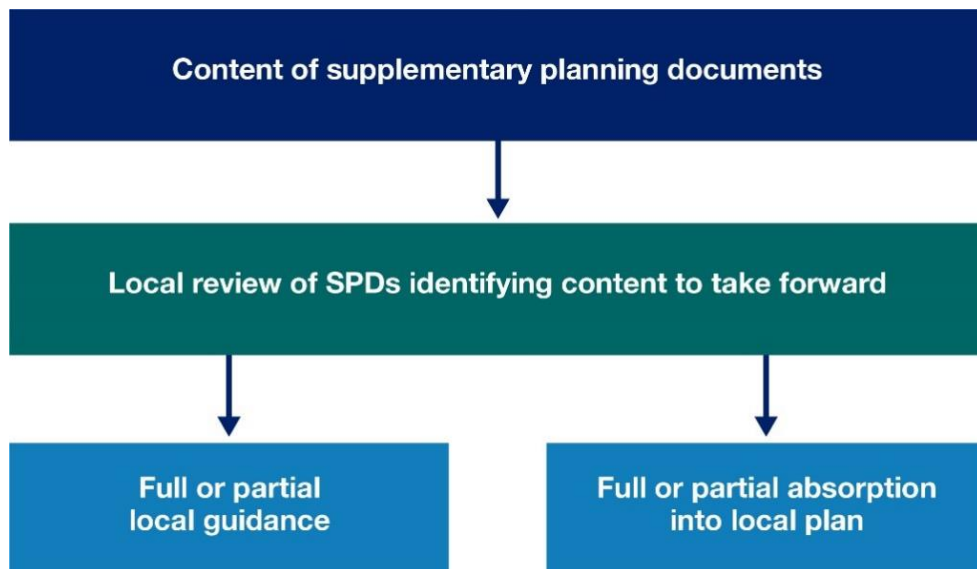 Content of supplementary planning documents
Local review of SPDs identifying content to take forward
Full or partial
local guidance
Full or partial absorption
into local plan